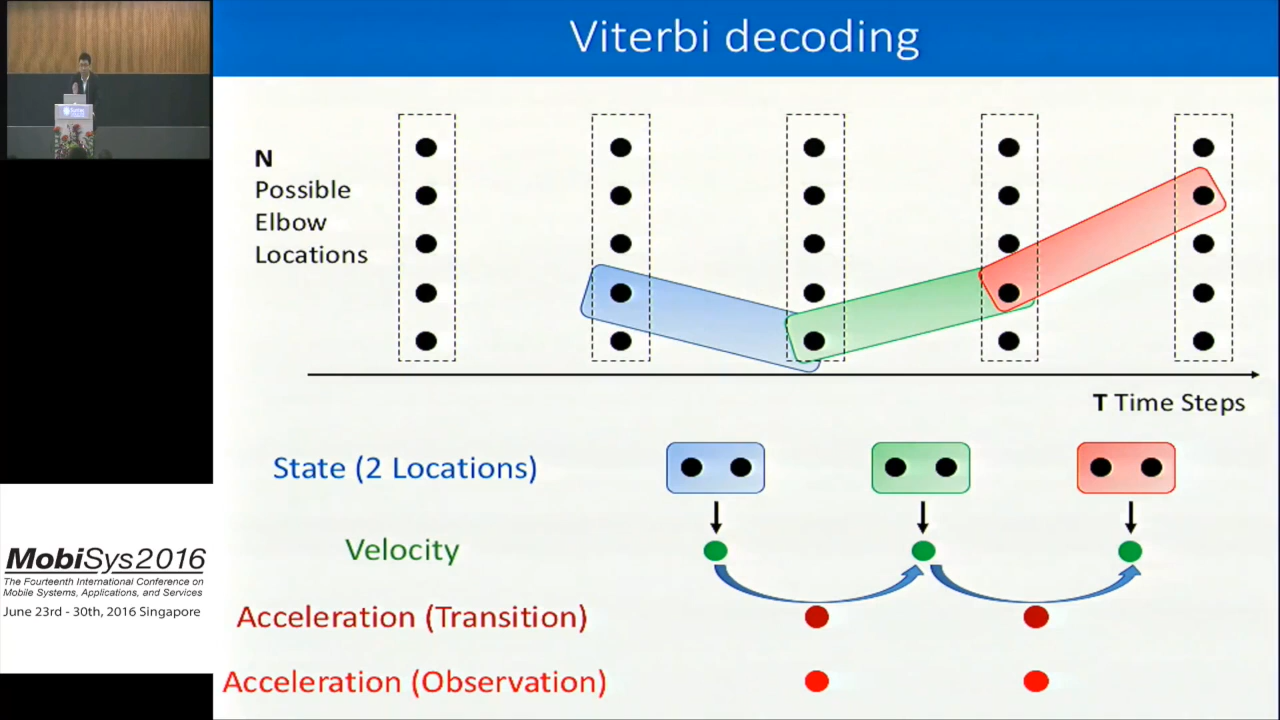 Viterbi decoding
N
Possible
Elbow
Locations
T Time Steps
State (2 Locations)
Velocity
Acceleration (Transition)
Acceleration (Observation)
MobiSys2016
The Fourteenth International Conference on
Mobile Systems, Applications, and Services
June 23rd - 30th, 2016 Singapore